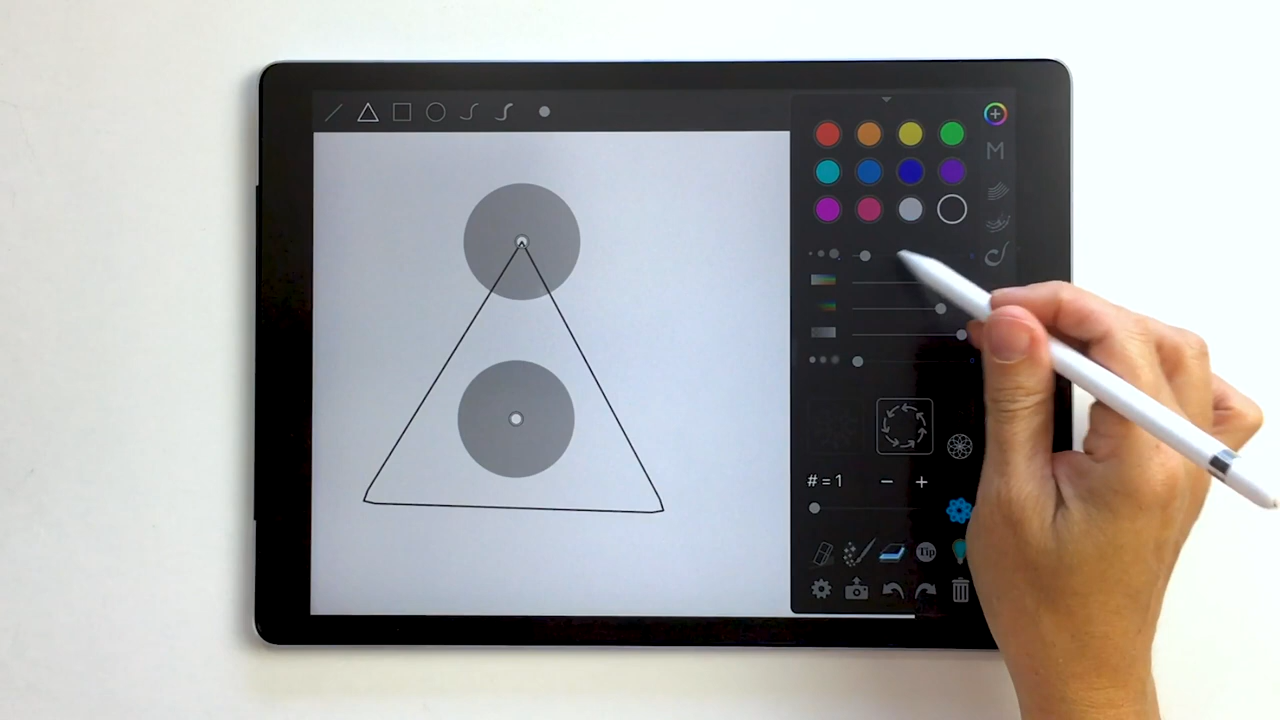 M
# = 1 − +
Tip